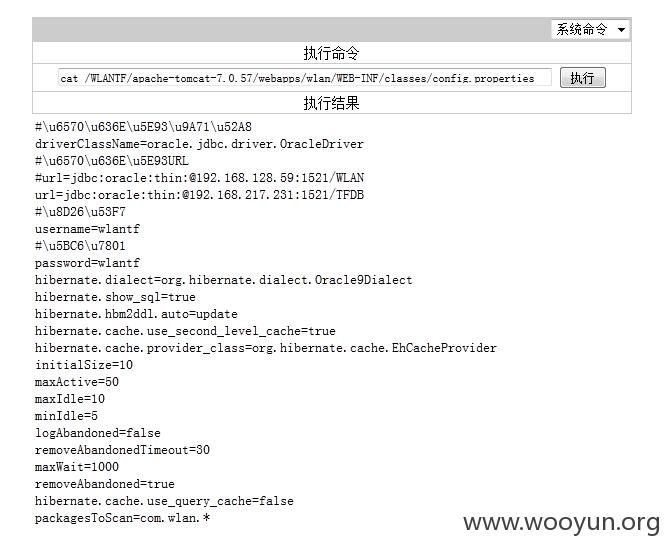 系统命令
执行命令
cat /WLANTF/apache-tomcat-7.0.57/webapps/wlan/WEB-INF/classes/config.properties 执行
执行结果
#\u6570\u636E\u5E93\u9A71\u52A8
driverClassName=oracle.jdbc.driver.OracleDriver
#\u6570\u636E\u5E93URL
#url=jdbc:oracle:thin:@192.168.128.59:1521/WLAN
url=jdbc:oracle:thin:@192.168.217.231:1521/TFDB
#\u8D26\u53F7
username=wlantf
#\u5BC6\u7801
password=wlantf
hibernate.dialect=org.hibernate.dialect.Oracle9Dialect
hibernate.show_sql=true
hibernate.hbm2ddl.auto=update
hibernate.cache.use_second_level_cache=true
hibernate.cache.provider_class=org.hibernate.cache.EhCacheProvider
initialSize=10
maxActive=50
maxIdle=10
minIdle=5
logAbandoned=false
removeAbandonedTimeout=30
maxWait=1000
removeAbandoned=true
hibernate.cache.use_query_cache=false
packagesToScan=com.wlan.*
www.wooyun.org